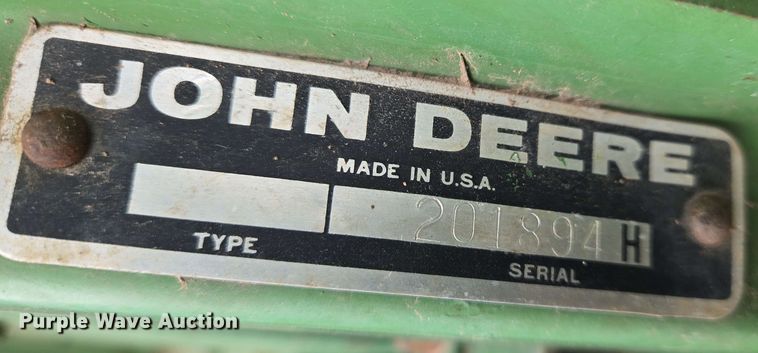 JOHN DEERE
MADE IN U.S.A.
201894 H
TYPE
SERIAL
Purple Wave Auction